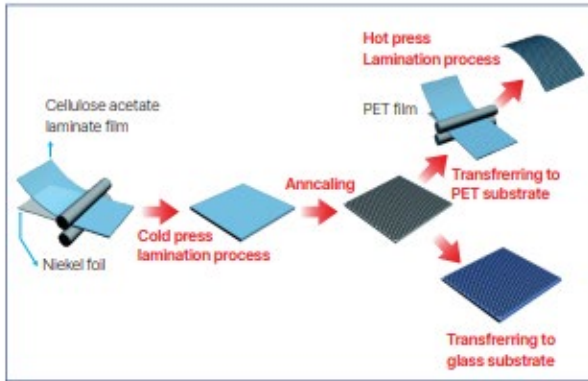 Cellulose acetate
laminate film
Niekel foil
Cold press
lamination process
Anncaling
Hot press
Lamination process
PET film
Transfrerring to
PET substrate
Transfrerring to
glass substrate